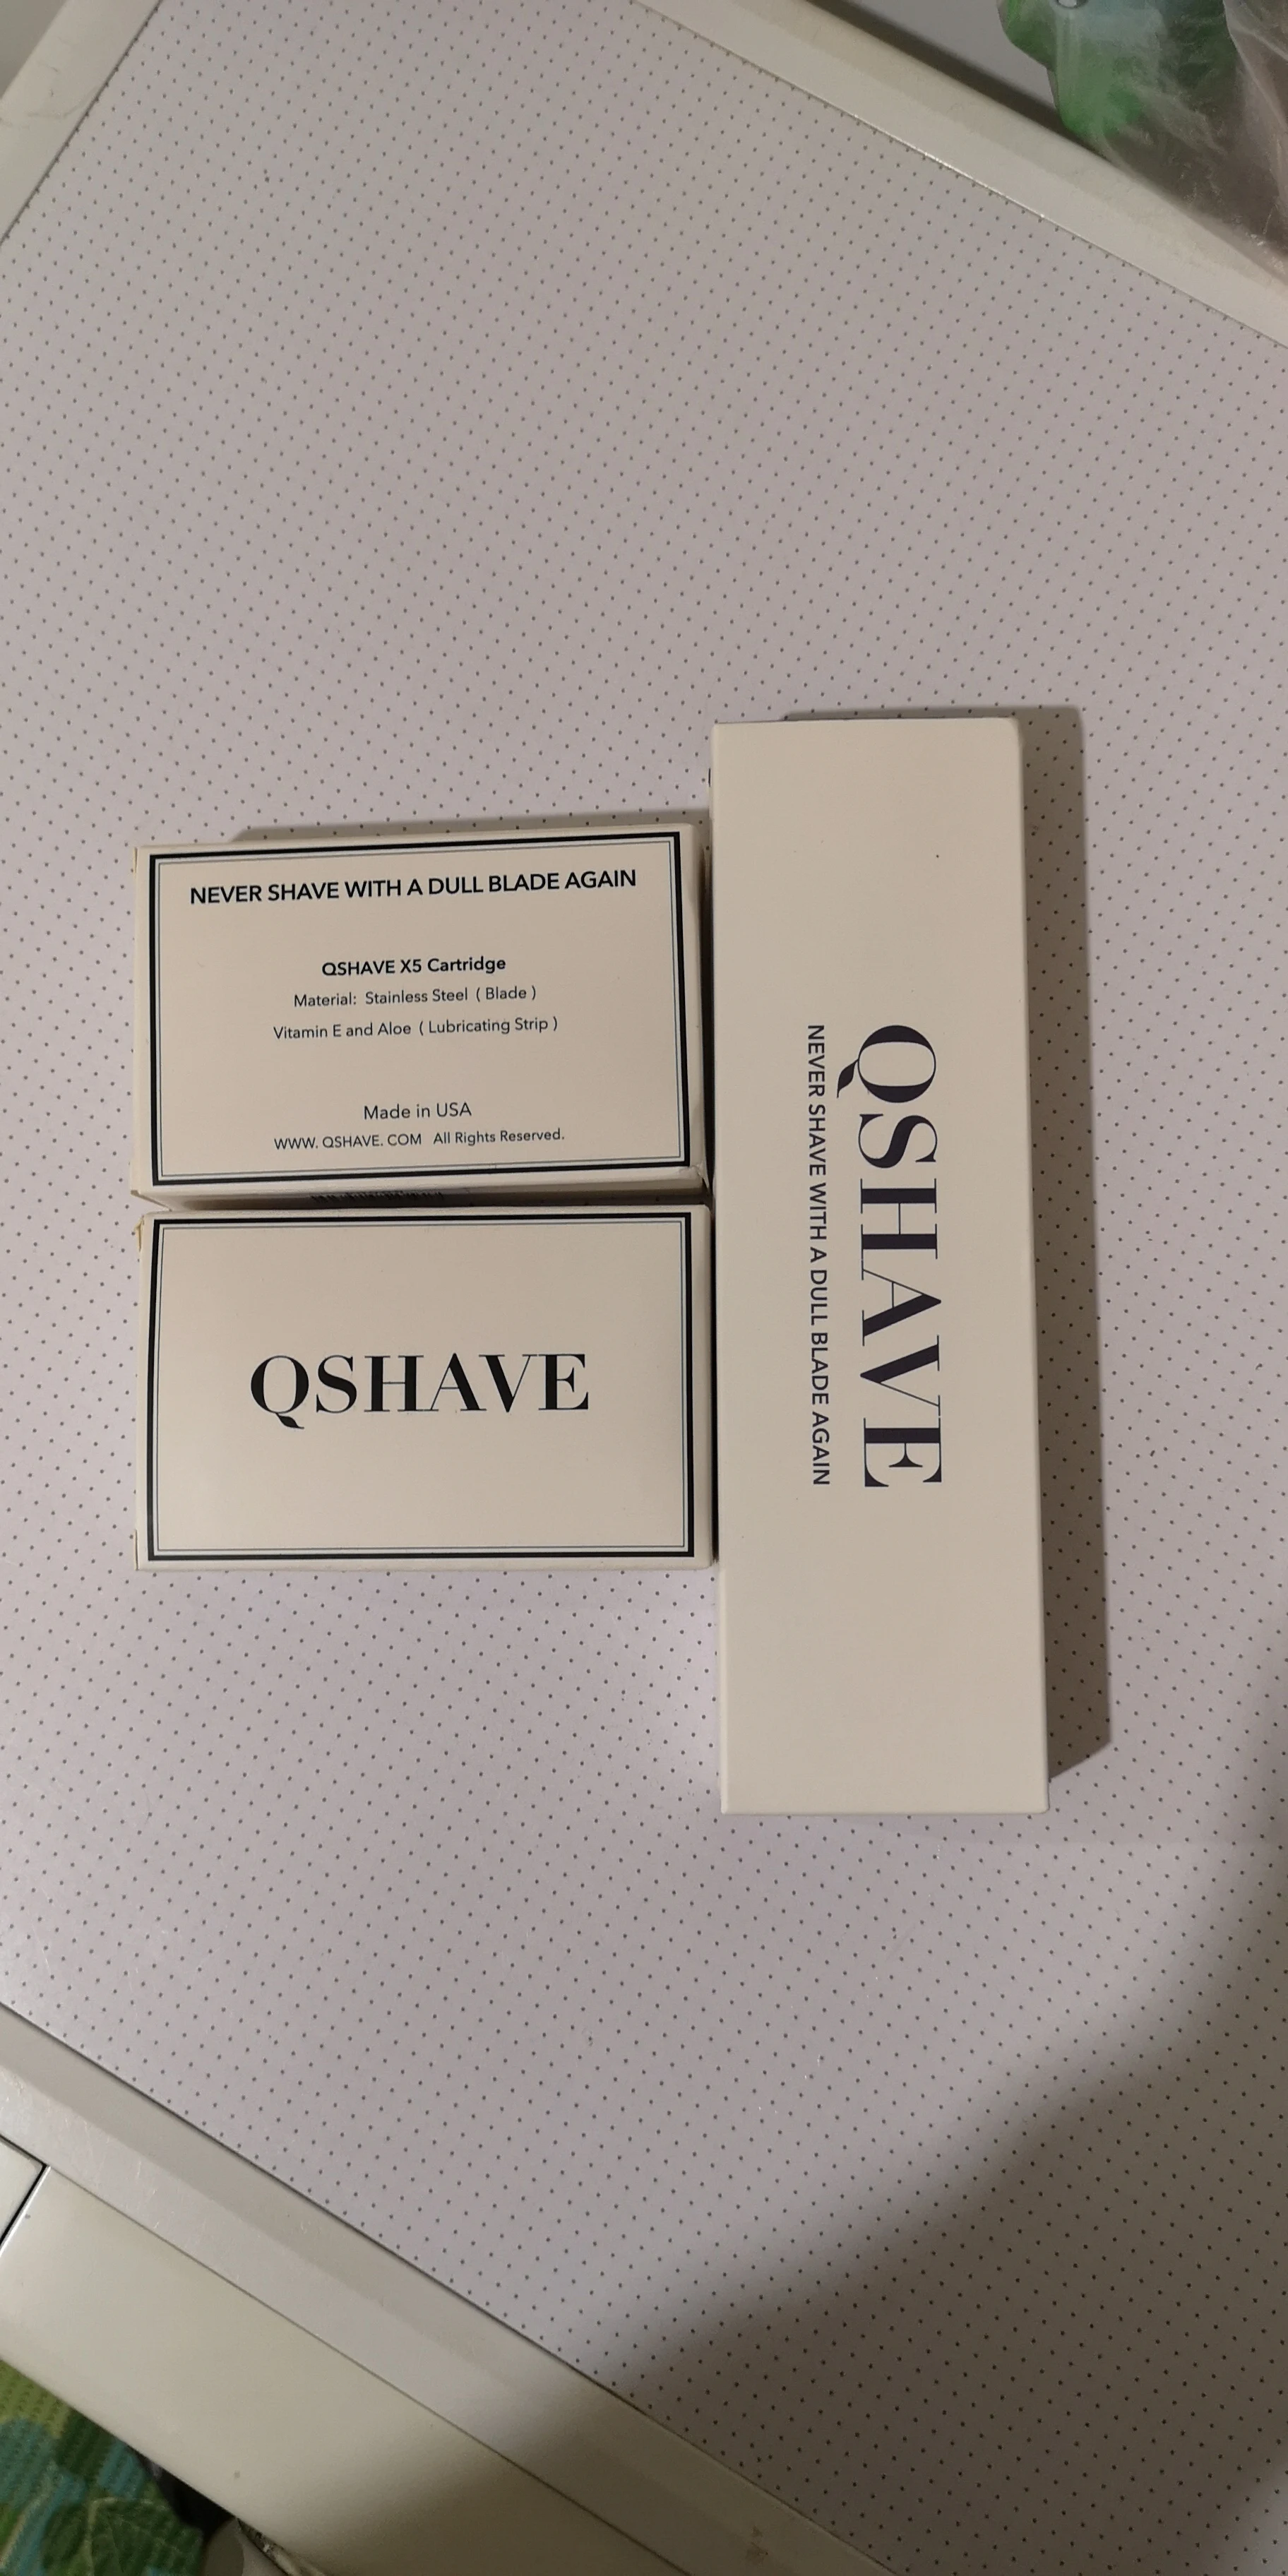 NEVER SHAVE WITH A DULL BLADE AGAIN
QSHAVE X5 Cartridge
Material: Stainless Steel ( Blade )
Vitamin E and Aloe ( Lubricating Strip )
Made in USA
WWW. QSHAVE. COM All Rights Reserved.
QSHAVE
QSHAVE
NEVER SHAVE WITH A DULL BLADE AGAIN